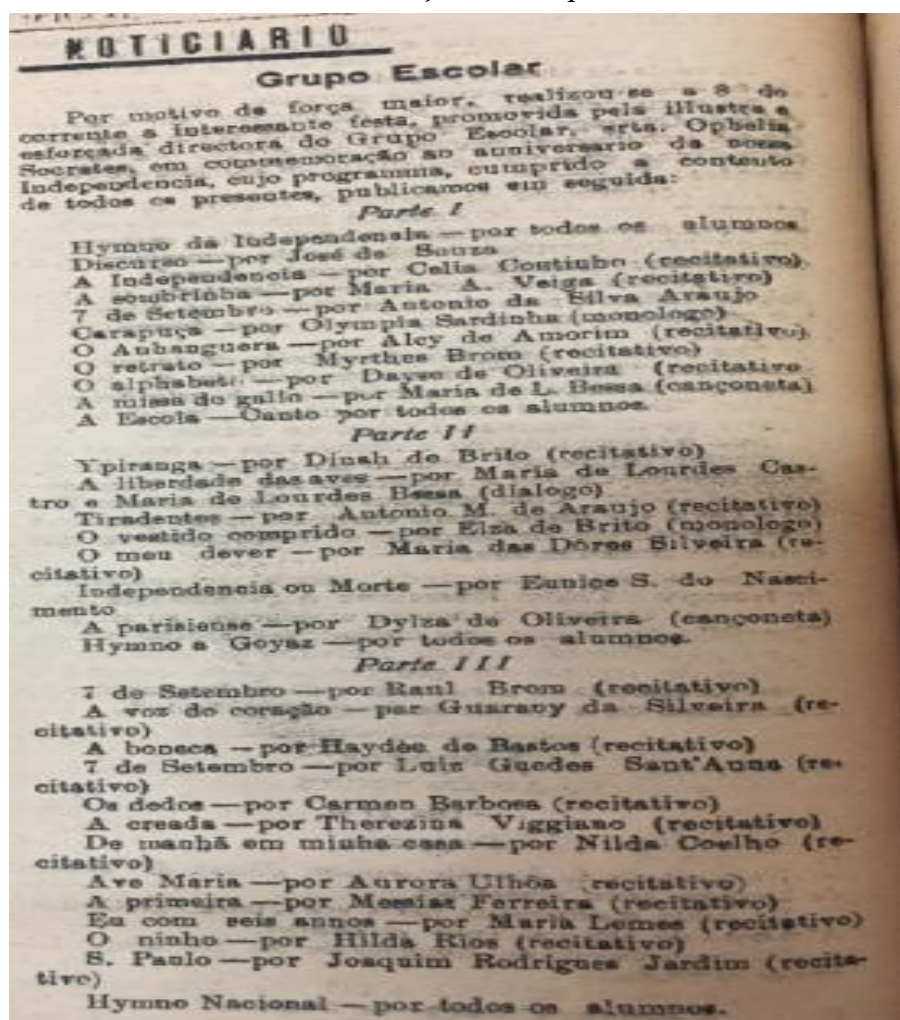 NOTICIARIO
Grupo Escolar
Por motivo de força maior, realizou-se a 8 do
corrente a interessante festa, promovida pela illustre e
esforçada directora do Grupo Escolar, srta. Ophelia
Socrates, em commemoração ao anniversario da nossa
Independencia, cujo programma, cumprido a contento
de todos os presentes, publicamos em seguida:
Parte I
Hymno da Independencia — por todos os alumnos
Discurso — por José de Souza
A Independencia — por Celia Coutinho (recitativo)
A sombrinha — por Maria A. Veiga (recitativo)
7 de Setembro — por Antonio da Silva Araujo
Carapuça — por Olympia Sardinha (monologo)
O Anhanguera — por Alcy de Amorim (recitativo)
O retrato — por Myrthes Brom (recitativo)
O alphabeto — por Dayse de Oliveira (recitativo
A missa do gallo — por Maria de L. Bessa (cançoneta)
A Escola — Canto por todos os alumnos.
Parte II
Ypiranga — por Dinah de Brito (recitativo)
A liberdade das aves — por Maria de Lourdes Cas-
tro e Maria de Lourdes Bessa (dialogo)
Tiradentes — por Antonio M. de Araujo (recitativo)
O vestido comprido — por Elza de Brito (monologo)
O meu dever — por Maria das Dôres Silveira (re-
citativo)
Independencia ou Morte — por Eunice S. do Nasci-
mento
A parisiense — por Dylza de Oliveira (cançoneta)
Hymno a Goyaz — por todos os alumnos.
Parte III
7 de Setembro — por Raul Brom (recitativo)
A voz do coração — por Guaracy da Silveira (re-
citativo)
A boneca — por Haydée de Bastos (recitativo)
7 de Setembro — por Luiz Guedes Sant'Anna (re-
citativo)
Os dedos — por Carmen Barbosa (recitativo)
A creada — por Therezina Viggiano (recitativo)
De manhã em minha casa — por Nilda Coelho (re-
citativo)
Ave Maria — por Aurora Ulhôa (recitativo)
A primeira — por Messias Ferreira (recitativo)
Eu com seis annos — por Maria Lemes (recitativo)
O ninho — por Hilda Rios (recitativo)
S. Paulo — por Joaquim Rodrigues Jardim (recita-
tivo)
Hymno Nacional — por todos os alumnos.